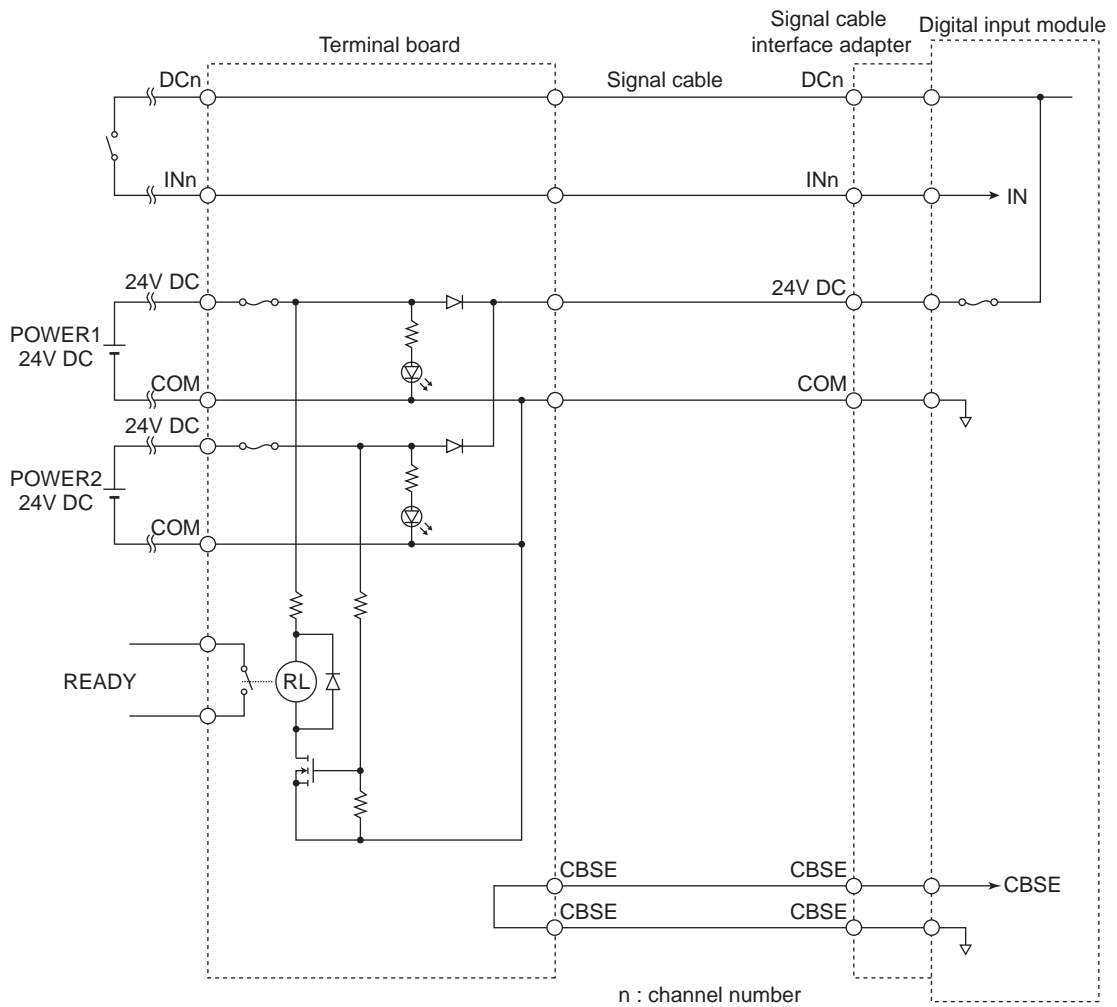 Terminal board
Signal cable
interface adapter
Digital input module
DCn
Signal cable
DCn
INn
INn
IN
24V DC
24V DC
POWER1
24V DC
COM
COM
24V DC
POWER2
24V DC
COM
READY
RL
CBSE
CBSE
CBSE
CBSE
CBSE
n : channel number